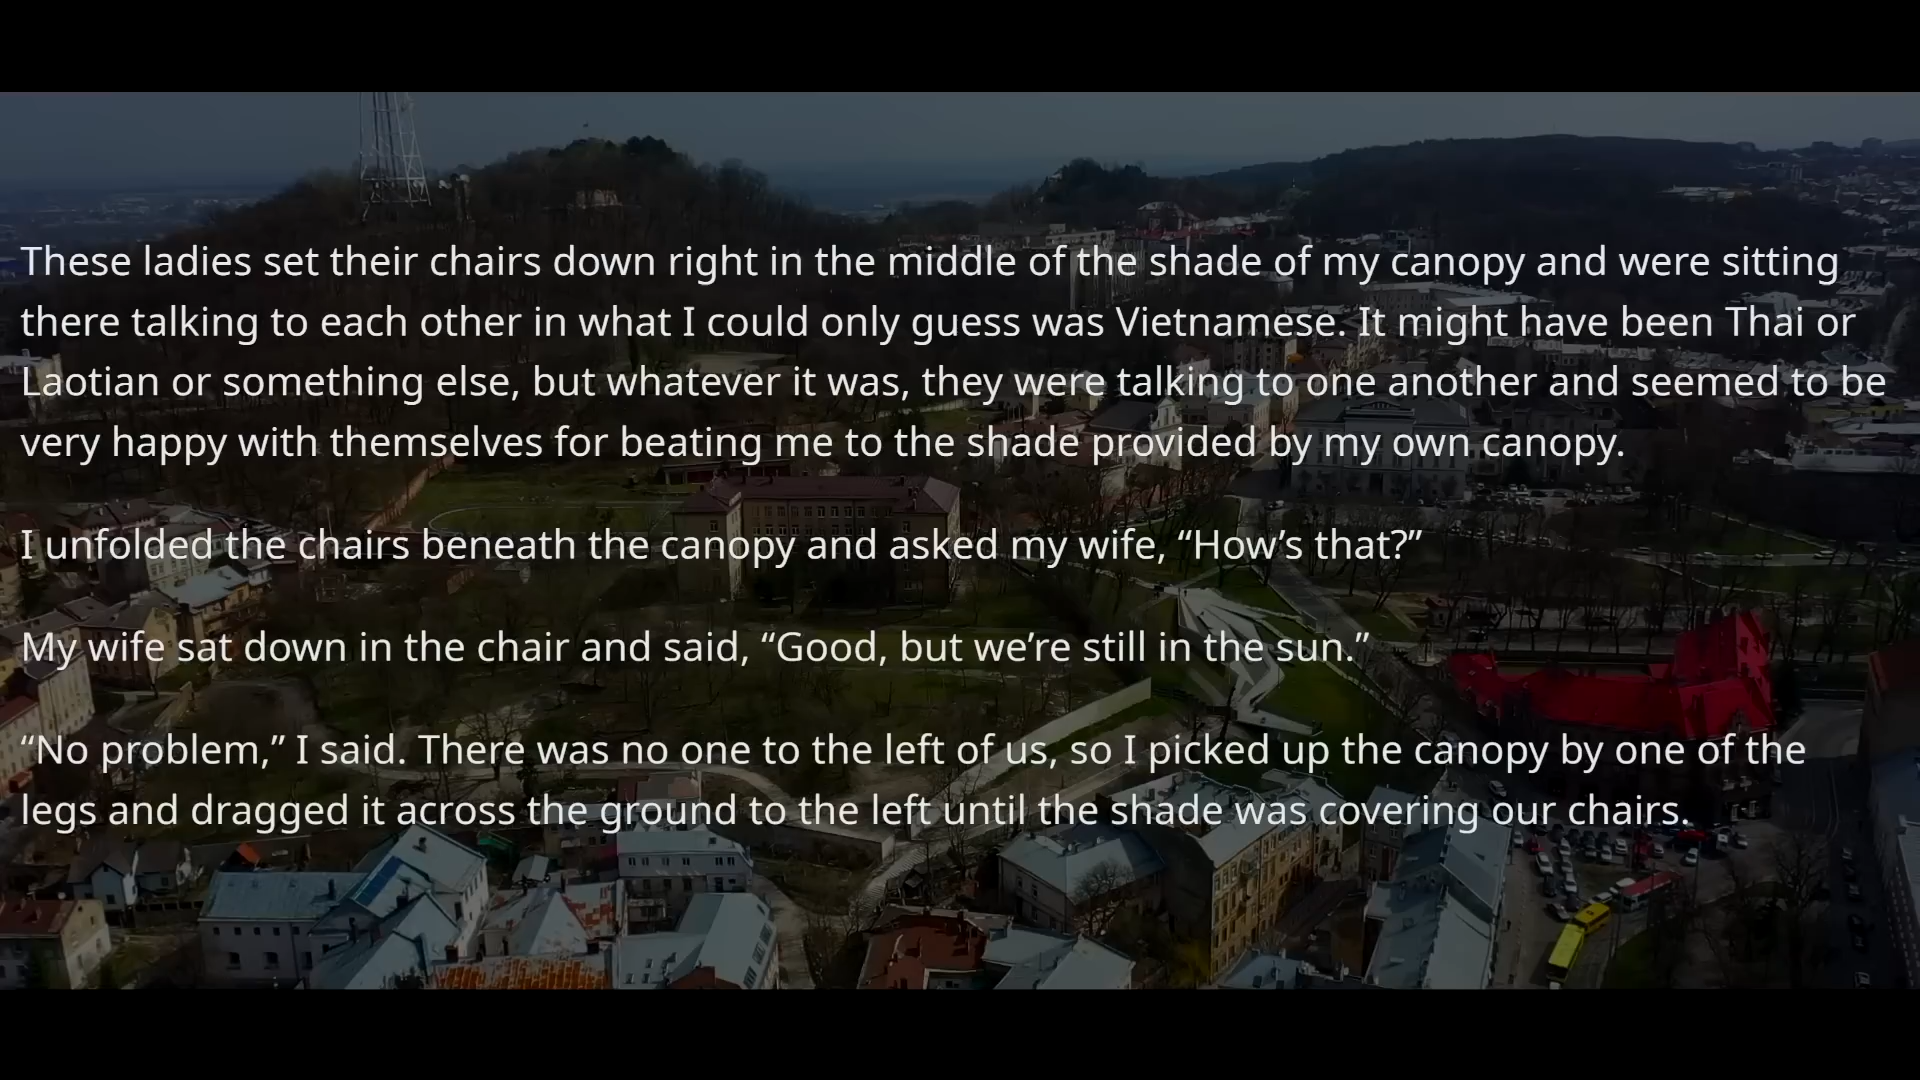 These ladies set their chairs down right in the middle of the shade of my canopy and were sitting
there talking to each other in what I could only guess was Vietnamese. It might have been Thai or
Laotian or something else, but whatever it was, they were talking to one another and seemed to be
very happy with themselves for beating me to the shade provided by my own canopy.
I unfolded the chairs beneath the canopy and asked my wife, “How’s that?”
My wife sat down in the chair and said, “Good, but we’re still in the sun.”
“No problem,” I said. There was no one to the left of us, so I picked up the canopy by one of the
legs and dragged it across the ground to the left until the shade was covering our chairs.